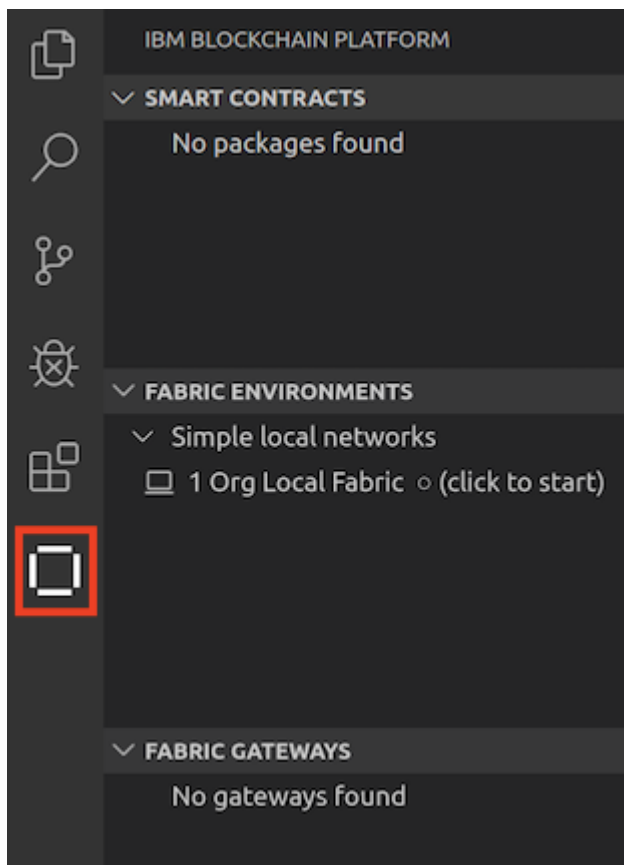 IBM BLOCKCHAIN PLATFORM
SMART CONTRACTS
No packages found
FABRIC ENVIRONMENTS
Simple local networks
1 Org Local Fabric ○ (click to start)
FABRIC GATEWAYS
No gateways found